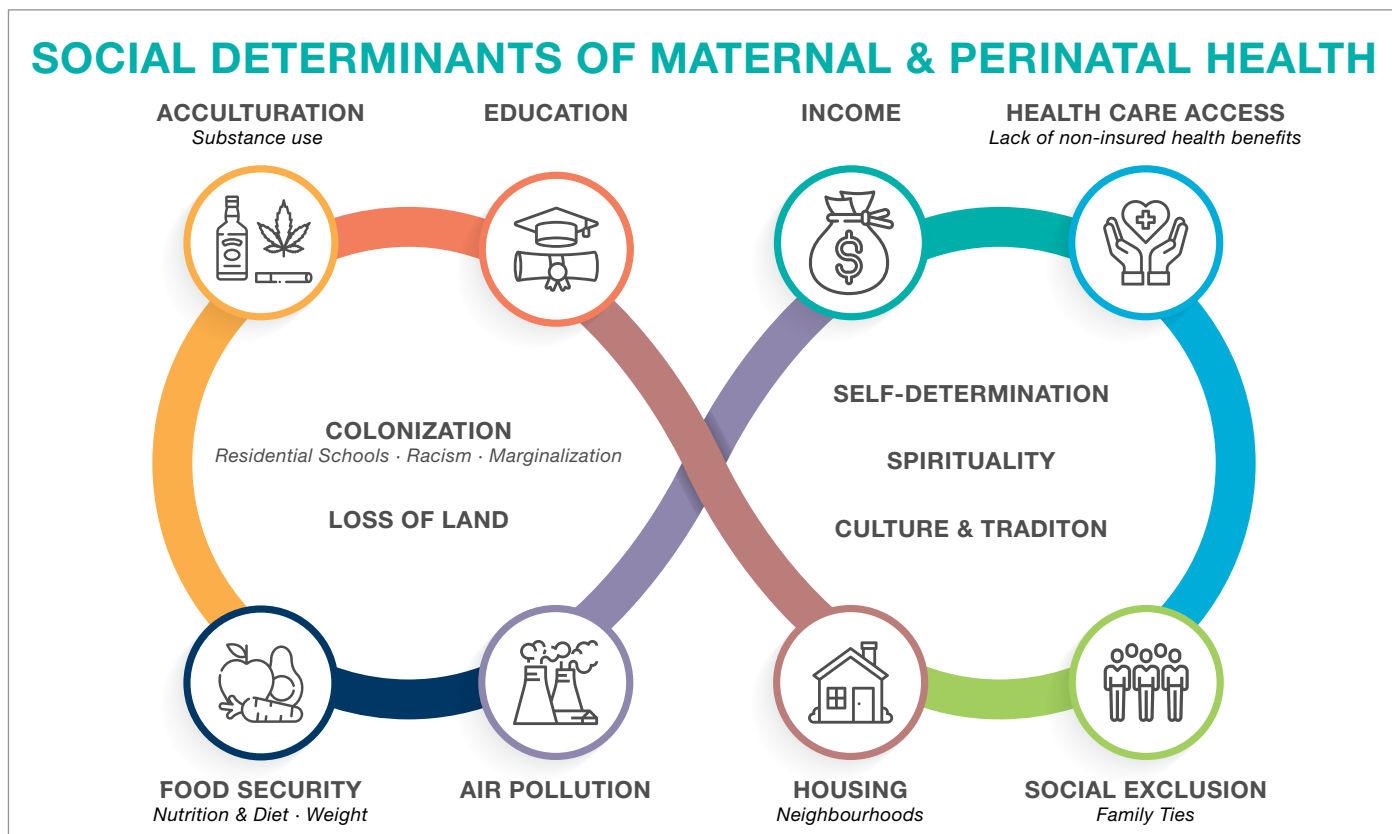 SOCIAL DETERMINANTS OF MATERNAL & PERINATAL HEALTH
ACCULTURATION
Substance use
EDUCATION
INCOME
HEALTH CARE ACCESS
Lack of non-insured health benefits
$
COLONIZATION
Residential Schools · Racism · Marginalization
LOSS OF LAND
SELF-DETERMINATION
SPIRITUALITY
CULTURE & TRADITON
FOOD SECURITY
Nutrition & Diet · Weight
AIR POLLUTION
HOUSING
Neighbourhoods
SOCIAL EXCLUSION
Family Ties